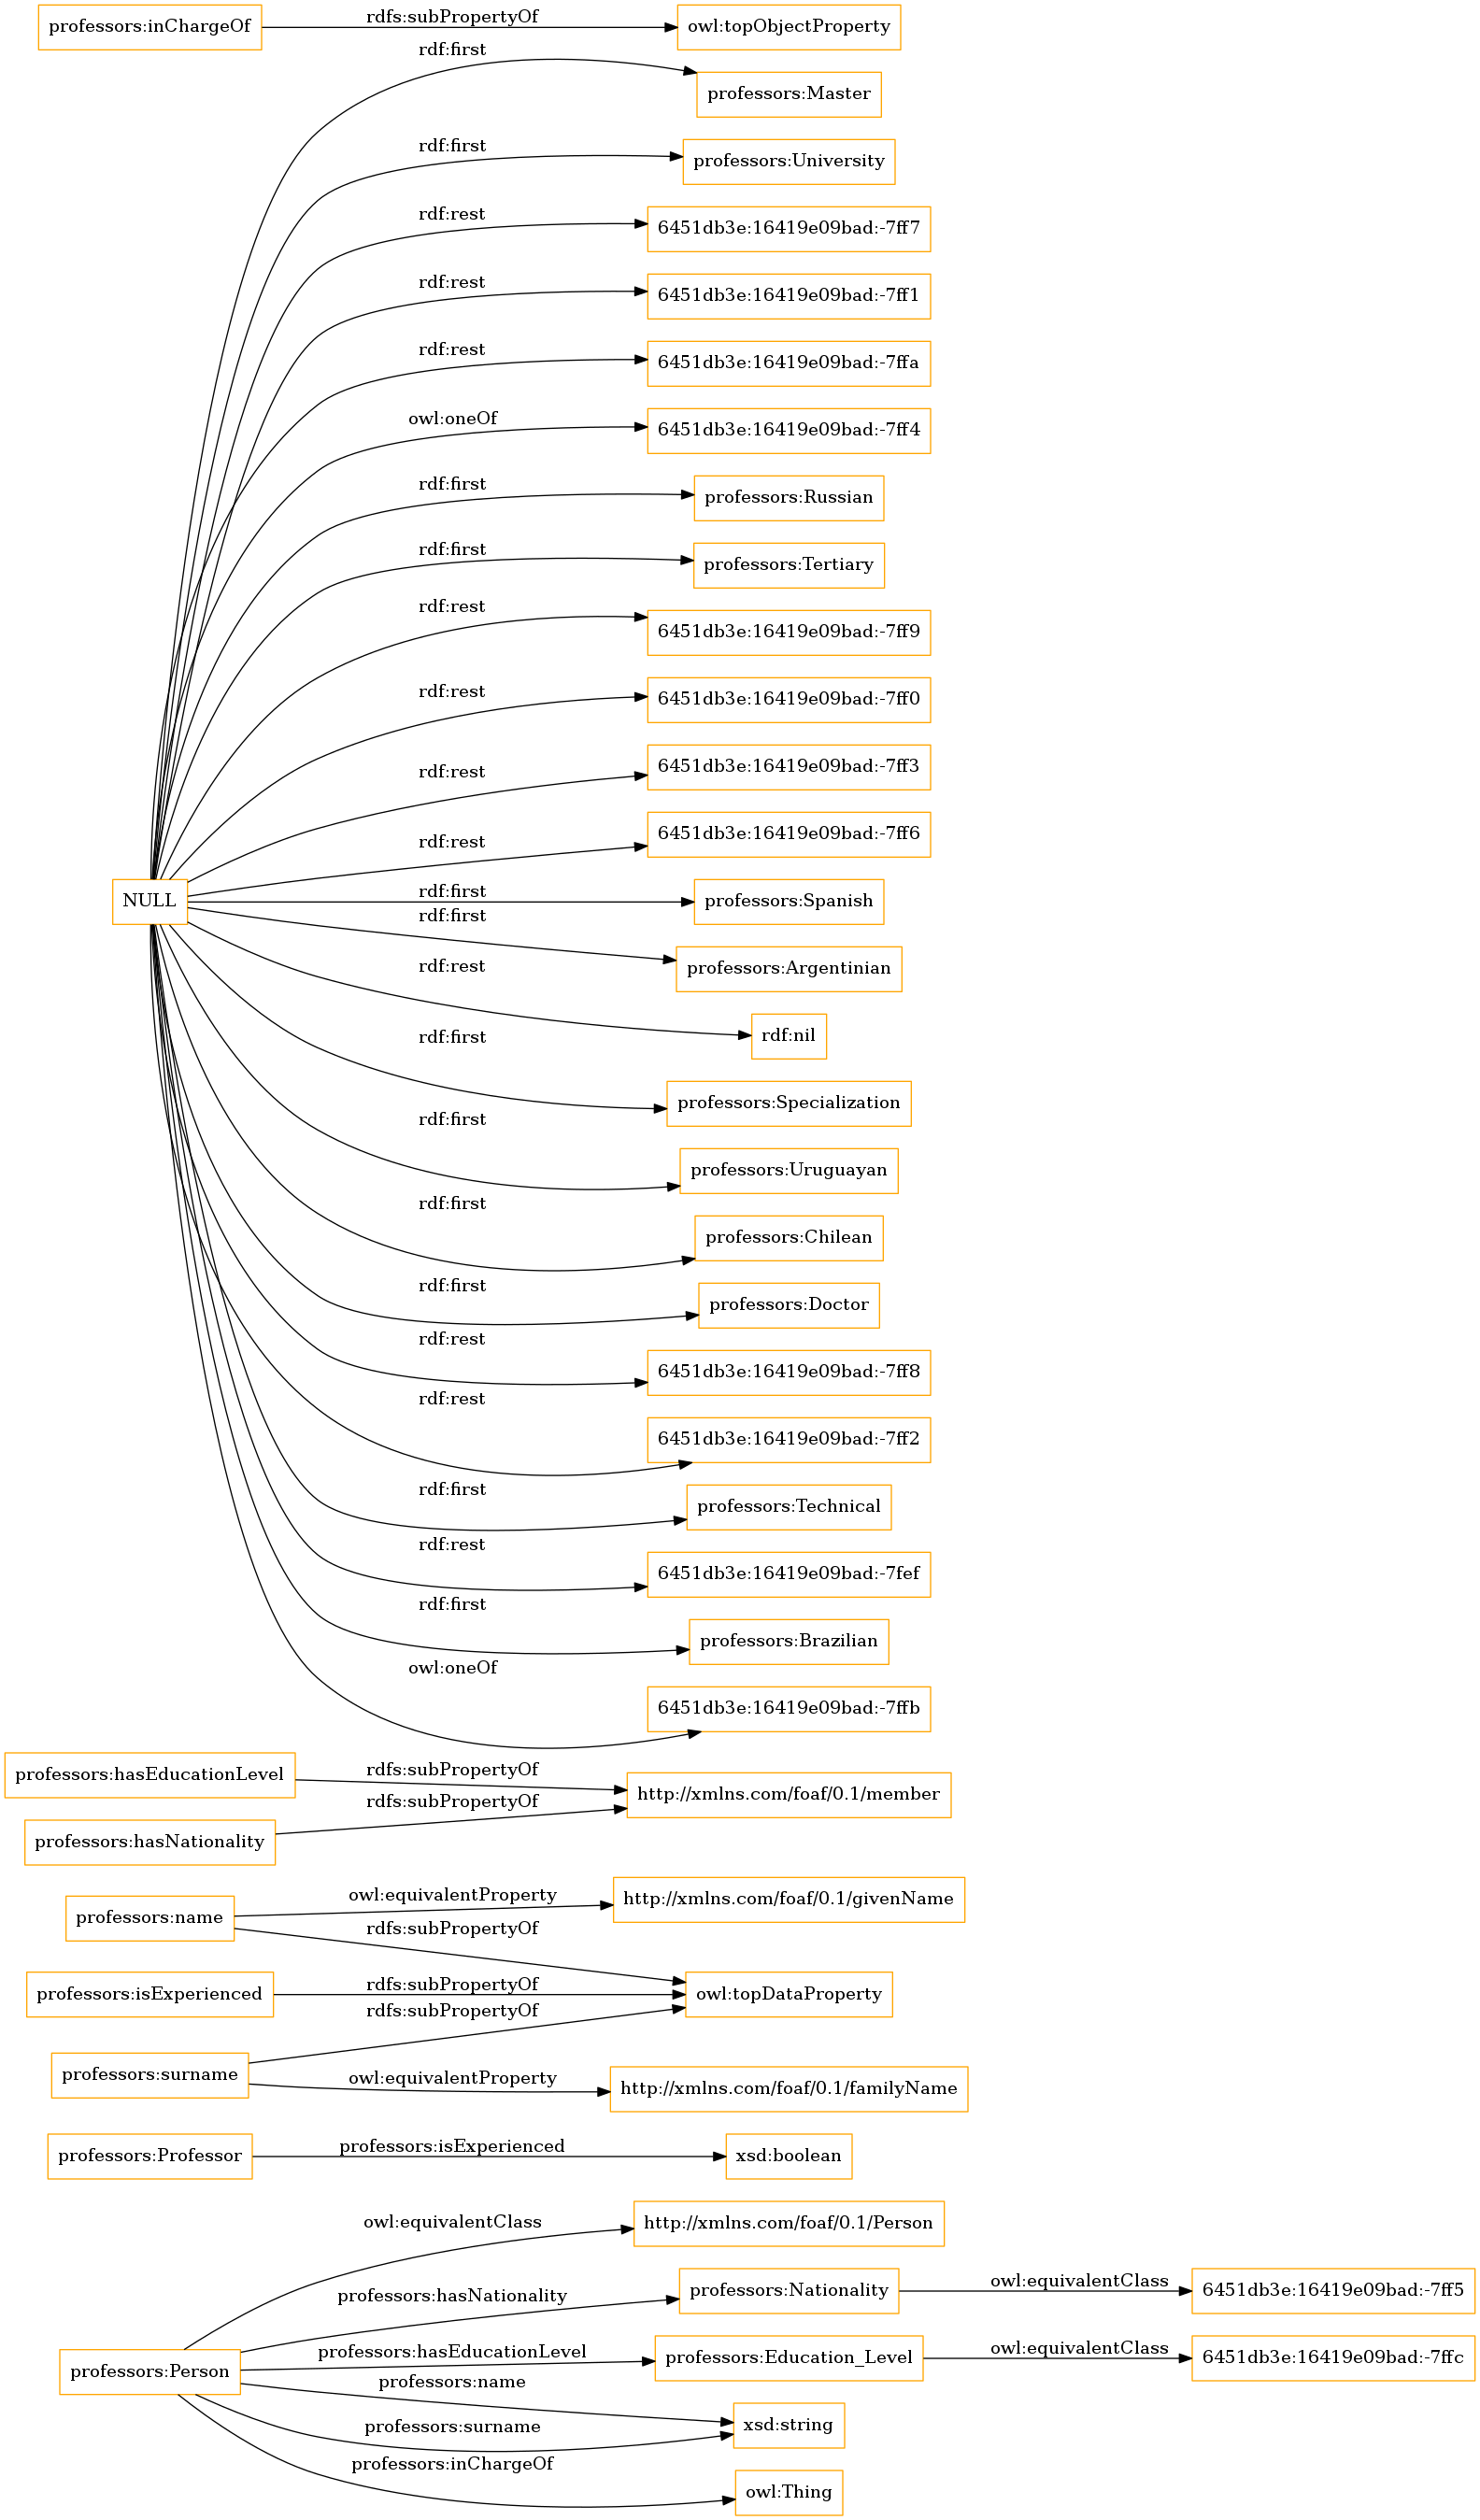 professors:inChargeOf
rdfs:subPropertyOf
owl:topObjectProperty
rdf:first
professors:Master
rdf:first
professors:University
rdf:rest
6451db3e:16419e09bad:-7ff7
rdf:rest
6451db3e:16419e09bad:-7ff1
rdf:rest
6451db3e:16419e09bad:-7ffa
owl:oneOf
6451db3e:16419e09bad:-7ff4
rdf:first
professors:Russian
rdf:first
professors:Tertiary
rdf:rest
6451db3e:16419e09bad:-7ff9
rdf:rest
6451db3e:16419e09bad:-7ff0
rdf:rest
6451db3e:16419e09bad:-7ff3
rdf:rest
6451db3e:16419e09bad:-7ff6
NULL
rdf:first
professors:Spanish
rdf:first
professors:Argentinian
rdf:rest
rdf:nil
rdf:first
professors:Specialization
rdf:first
professors:Uruguayan
rdf:first
professors:Chilean
rdf:first
professors:Doctor
rdf:rest
6451db3e:16419e09bad:-7ff8
rdf:rest
6451db3e:16419e09bad:-7ff2
rdf:first
professors:Technical
rdf:rest
6451db3e:16419e09bad:-7fef
rdf:first
professors:Brazilian
owl:oneOf
6451db3e:16419e09bad:-7ffb
professors:hasEducationLevel
rdfs:subPropertyOf
http://xmlns.com/foaf/0.1/member
rdfs:subPropertyOf
professors:hasNationality
professors:name
owl:equivalentProperty
http://xmlns.com/foaf/0.1/givenName
rdfs:subPropertyOf
professors:isExperienced
rdfs:subPropertyOf
owl:topDataProperty
rdfs:subPropertyOf
professors:surname
owl:equivalentProperty
http://xmlns.com/foaf/0.1/familyName
professors:Professor
professors:isExperienced
xsd:boolean
owl:equivalentClass
http://xmlns.com/foaf/0.1/Person
professors:hasNationality
professors:Nationality
owl:equivalentClass
6451db3e:16419e09bad:-7ff5
professors:Person
professors:hasEducationLevel
professors:Education_Level
owl:equivalentClass
6451db3e:16419e09bad:-7ffc
professors:name
xsd:string
professors:surname
professors:inChargeOf
owl:Thing